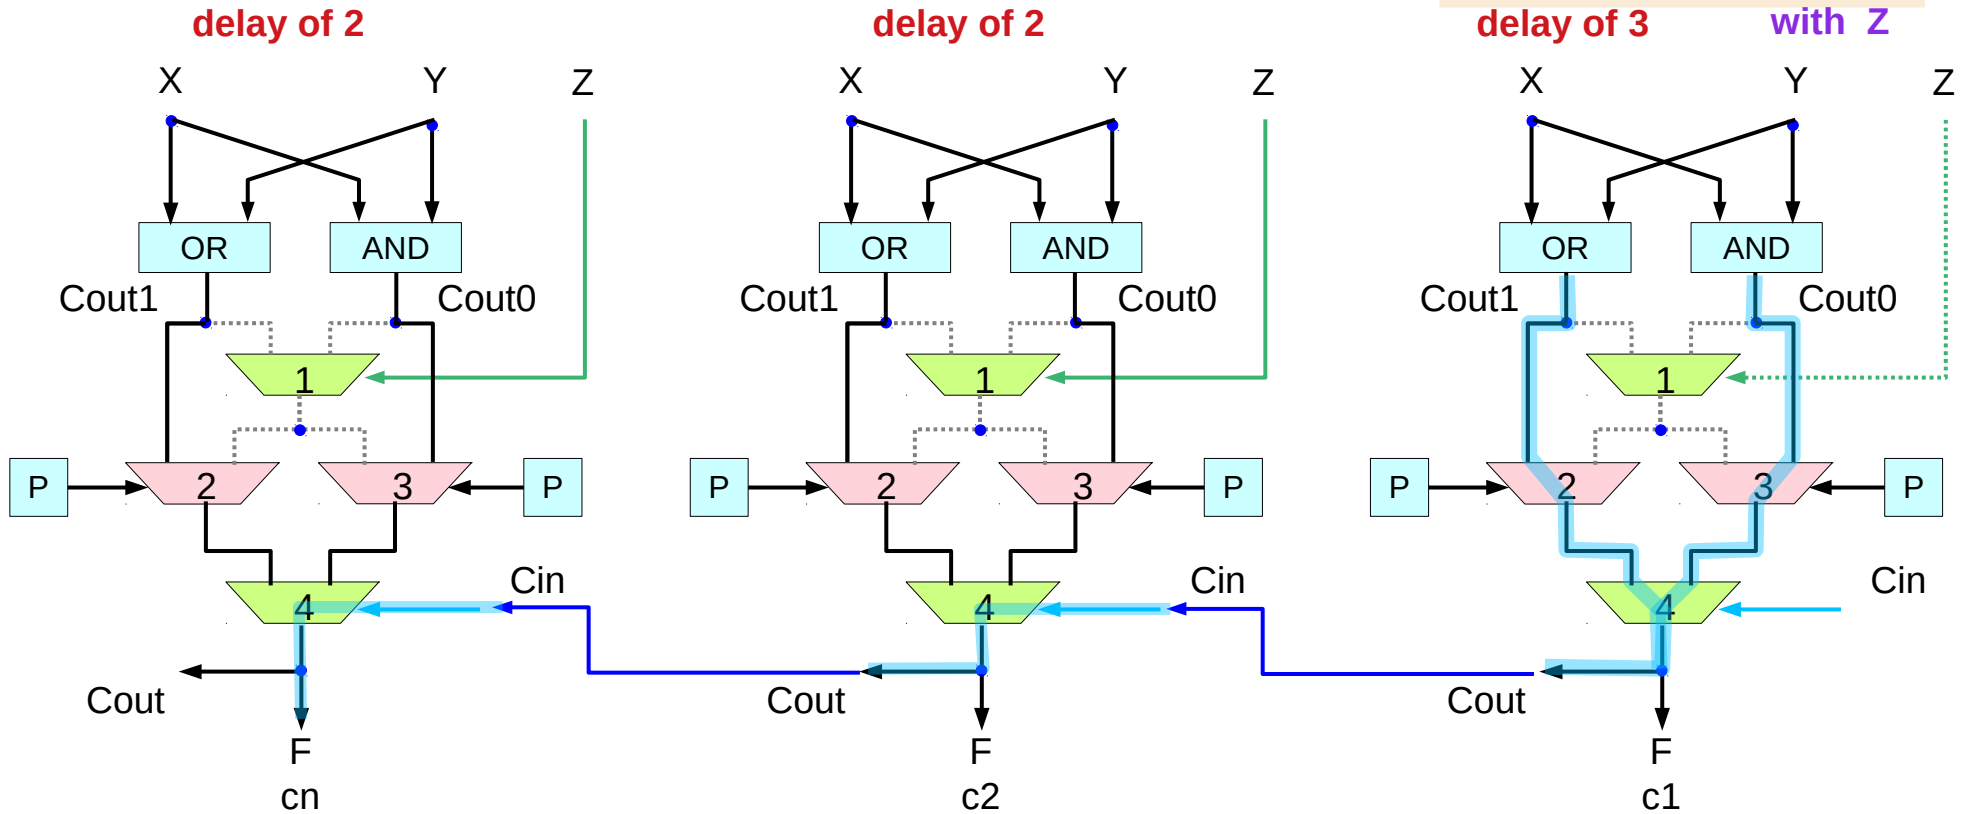 delay of 2 delay of 2 delay of 3 with Z
X Y Z X Y Z X Y Z
OR AND OR AND OR AND
Cout1 Cout0 Cout1 Cout0 Cout1 Cout0
1 1 1
P 2 3 P P 2 3 P P 2 3 P
Cin Cin Cin
4 4 4
Cout Cout Cout
F F F
cn c2 c1